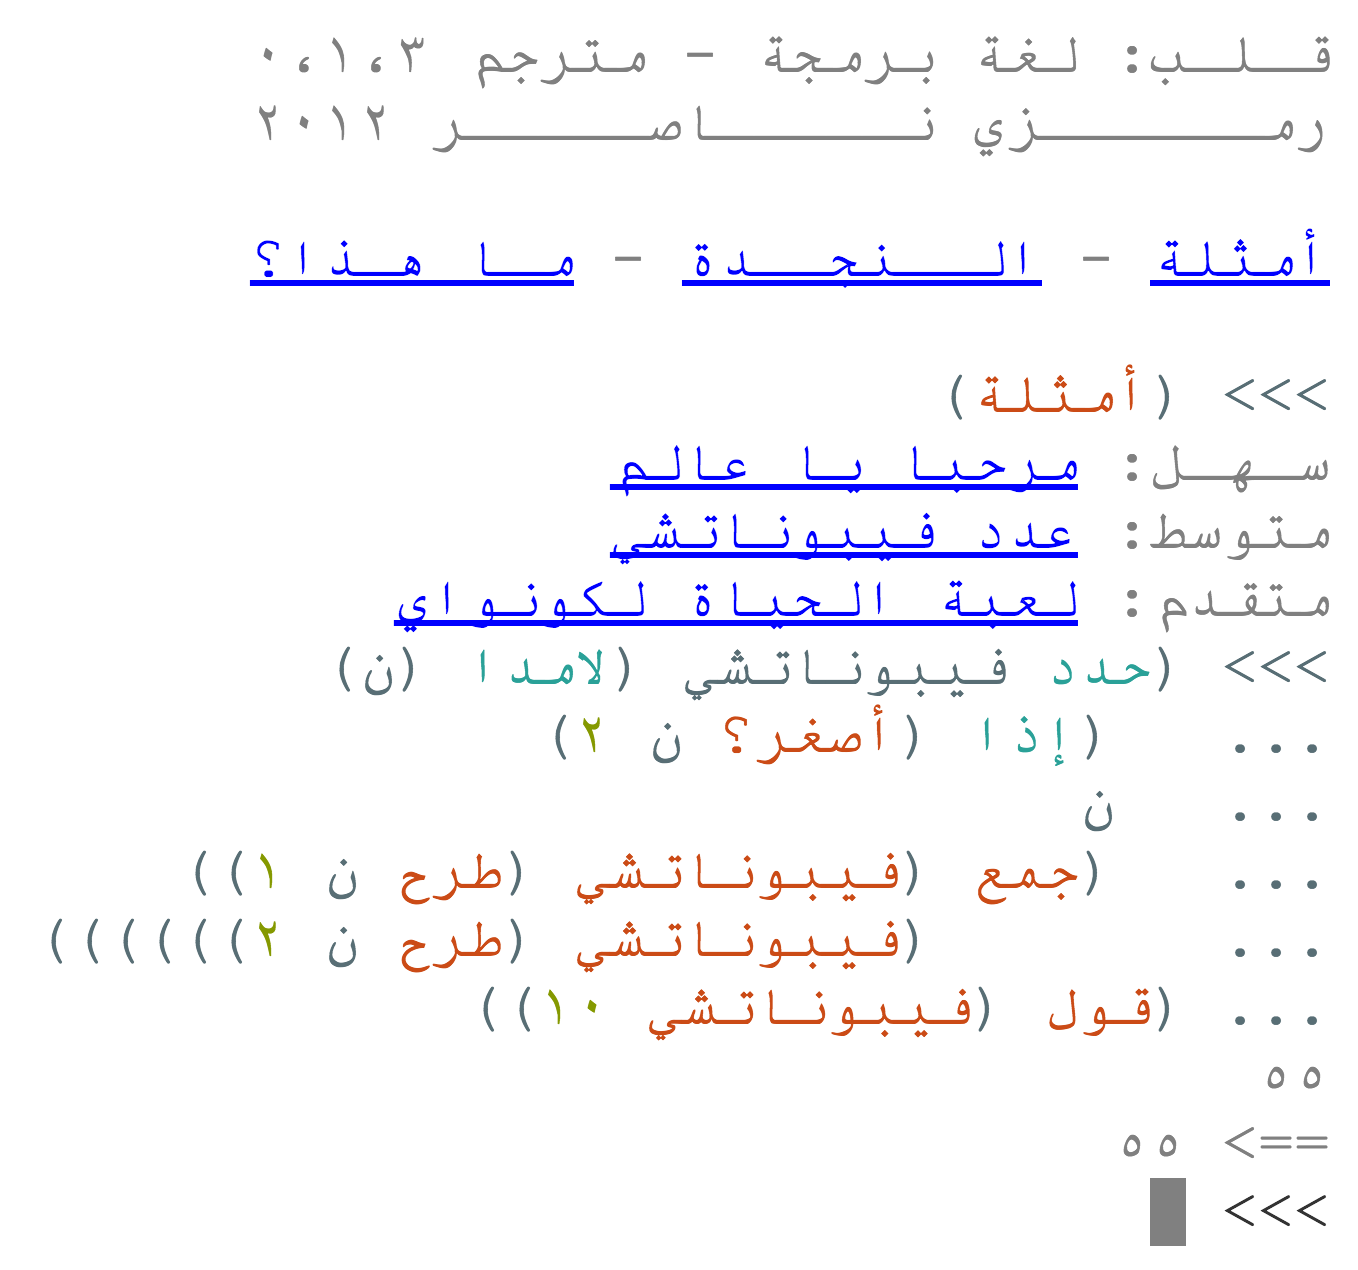 قلب: لغة برمجة - مترجم ٠،١،٣
رمزي ناصر ٢٠١٢
أمثلة - النجدة - ما هذا؟
>>> (أمثلة)
سهل: مرحبا يا عالم
متوسط: عدد فيبوناتشي
متقدم: لعبة الحياة لكونواي
>>> (حدد فيبوناتشي (لامدا (ن)
... (إذا (أصغر؟ ن ٢)
... ن
... (جمع (فيبوناتشي (طرح ن ١))
... (فيبوناتشي (طرح ن ٢))))))
... (قول (فيبوناتشي ١٠))
٥٥
==> ٥٥
>>>